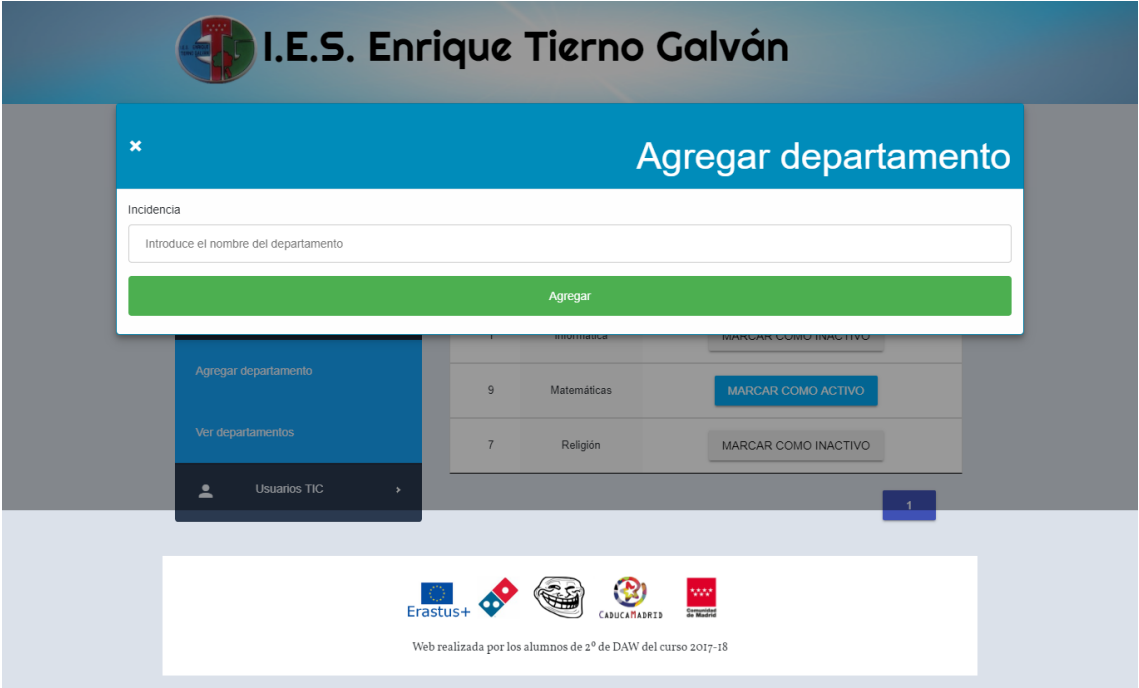 I.E.S. Enrique Tierno Galván
×
Agregar departamento
Incidencia
Introduce el nombre del departamento
Agregar
Agregar departamento
Ver departamentos
Usuarios TIC
Informática MARCAR COMO INACTIVO
9 Matemáticas MARCAR COMO ACTIVO
7 Religión MARCAR COMO INACTIVO
1
Erasmus+
CADUCAMADRID
Comunidad
de Madrid
Web realizada por los alumnos de 2º de DAW del curso 2017-18